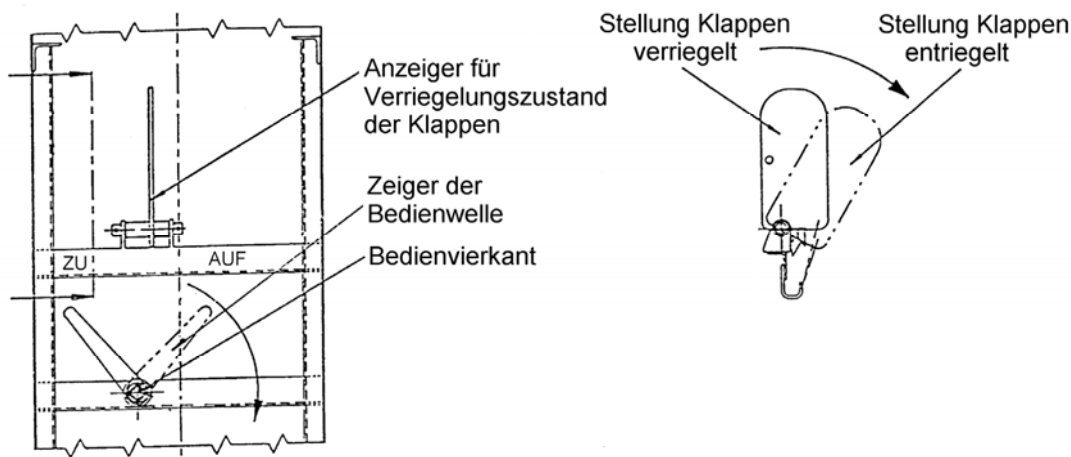 Anzeiger für
Verriegelungszustand
der Klappen
Zeiger der
Bedienwelle
Bedienvierkant
ZU
AUF
Stellung Klappen
verriegelt
Stellung Klappen
entriegelt